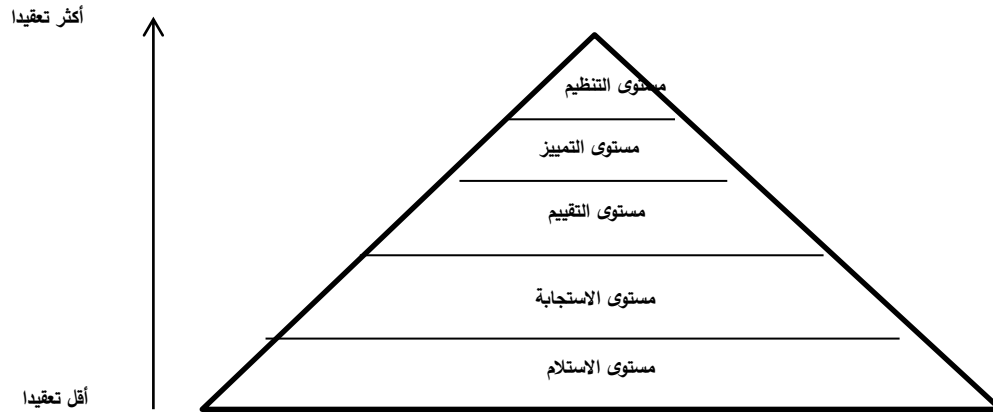 أكثر تعقيدا
مستوى التنظيم
مستوى التمييز
مستوى التقييم
مستوى الاستجابة
مستوى الاستلام
أقل تعقيدا